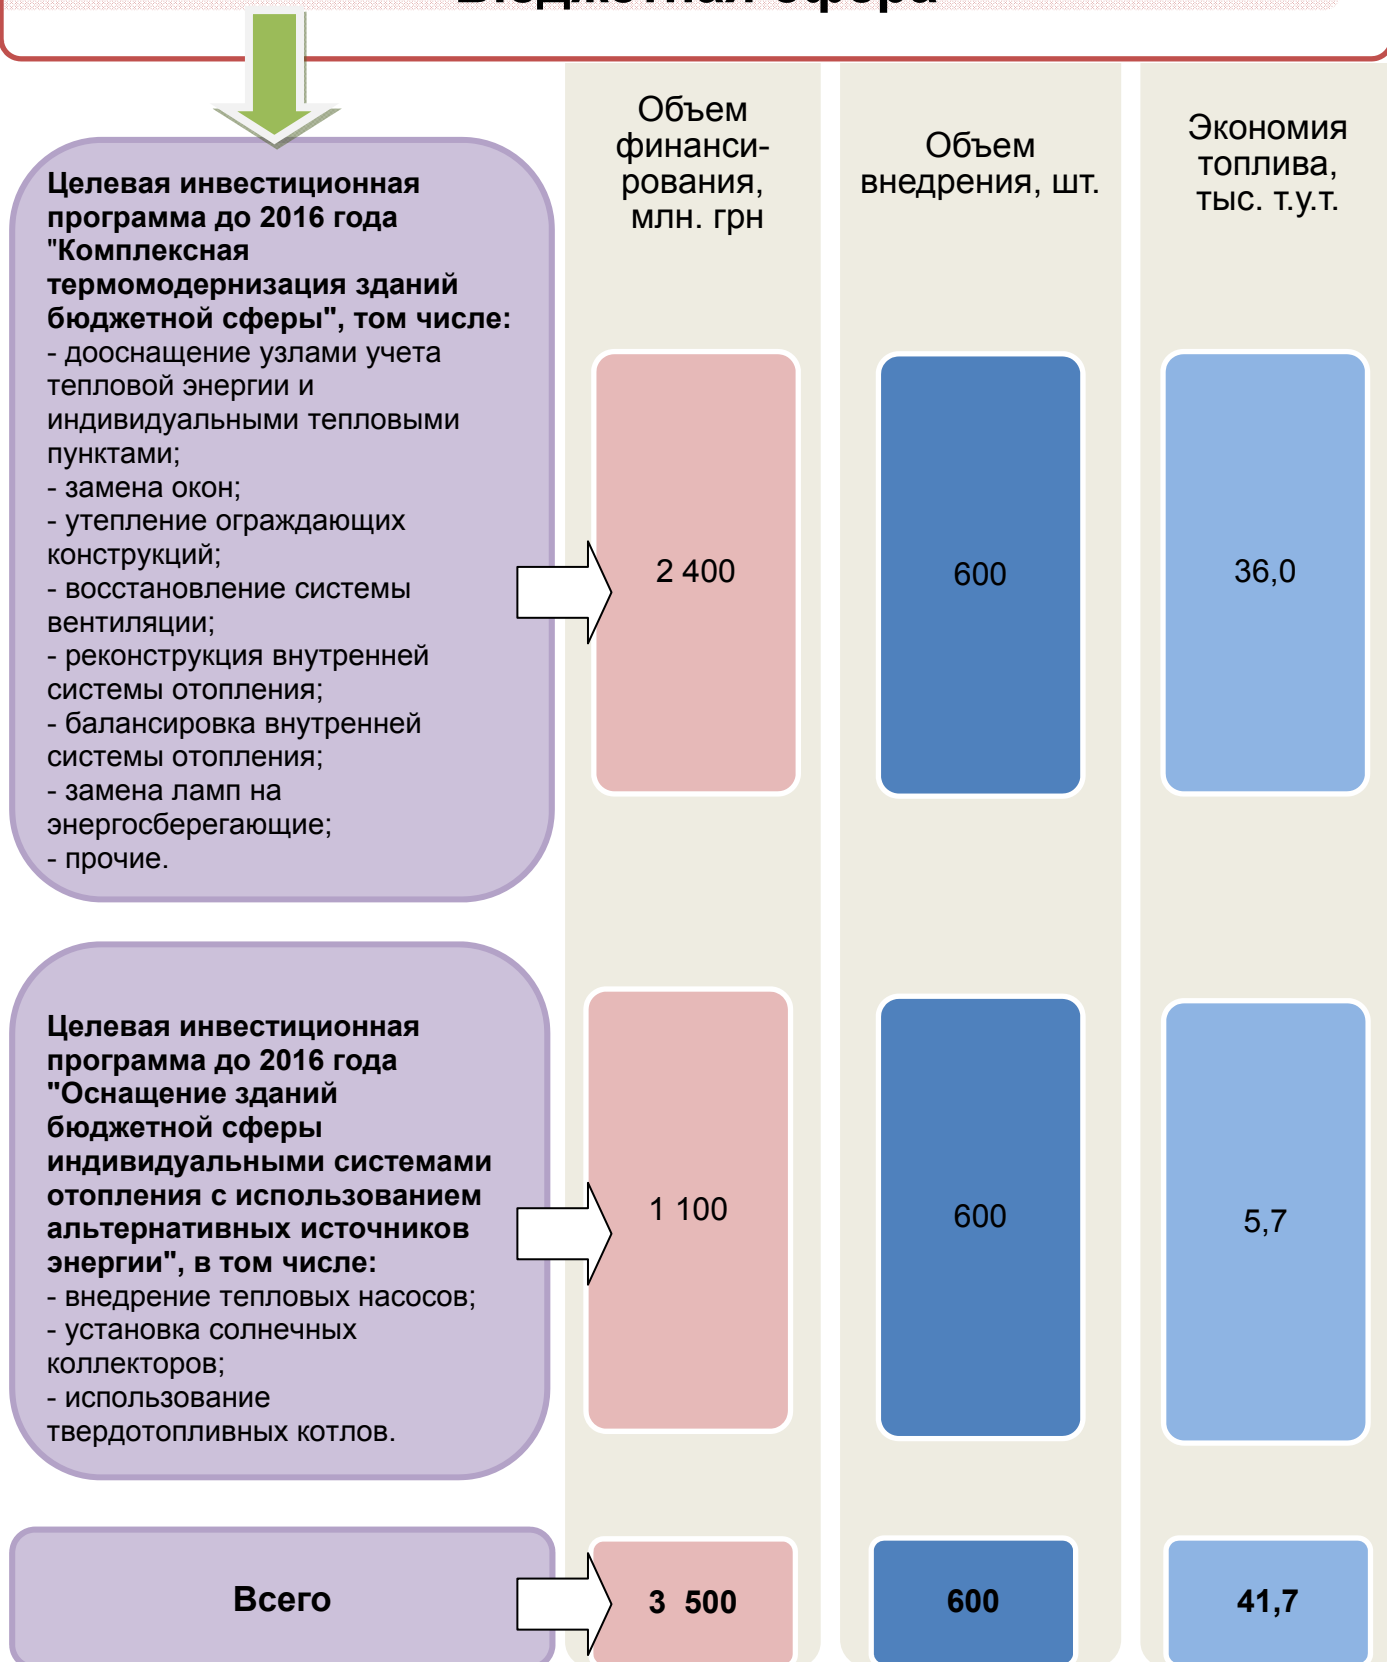 Бюджетная сфера
Объем
финанси-
рования,
млн. грн
Объем
внедрения, шт.
Экономия
топлива,
тыс. т.у.т.
Целевая инвестиционная
программа до 2016 года
"Комплексная
термомодернизация зданий
бюджетной сферы", том числе:
- дооснащение узлами учета
тепловой энергии и
индивидуальными тепловыми
пунктами;
- замена окон;
- утепление ограждающих
конструкций;
- восстановление системы
вентиляции;
- реконструкция внутренней
системы отопления;
- балансировка внутренней
системы отопления;
- замена ламп на
энергосберегающие;
- прочие.
2 400
600
36,0
Целевая инвестиционная
программа до 2016 года
"Оснащение зданий
бюджетной сферы
индивидуальными системами
отопления с использованием
альтернативных источников
энергии", в том числе:
- внедрение тепловых насосов;
- установка солнечных
коллекторов;
- использование
твердотопливных котлов.
1 100
600
5,7
Всего
3 500
600
41,7